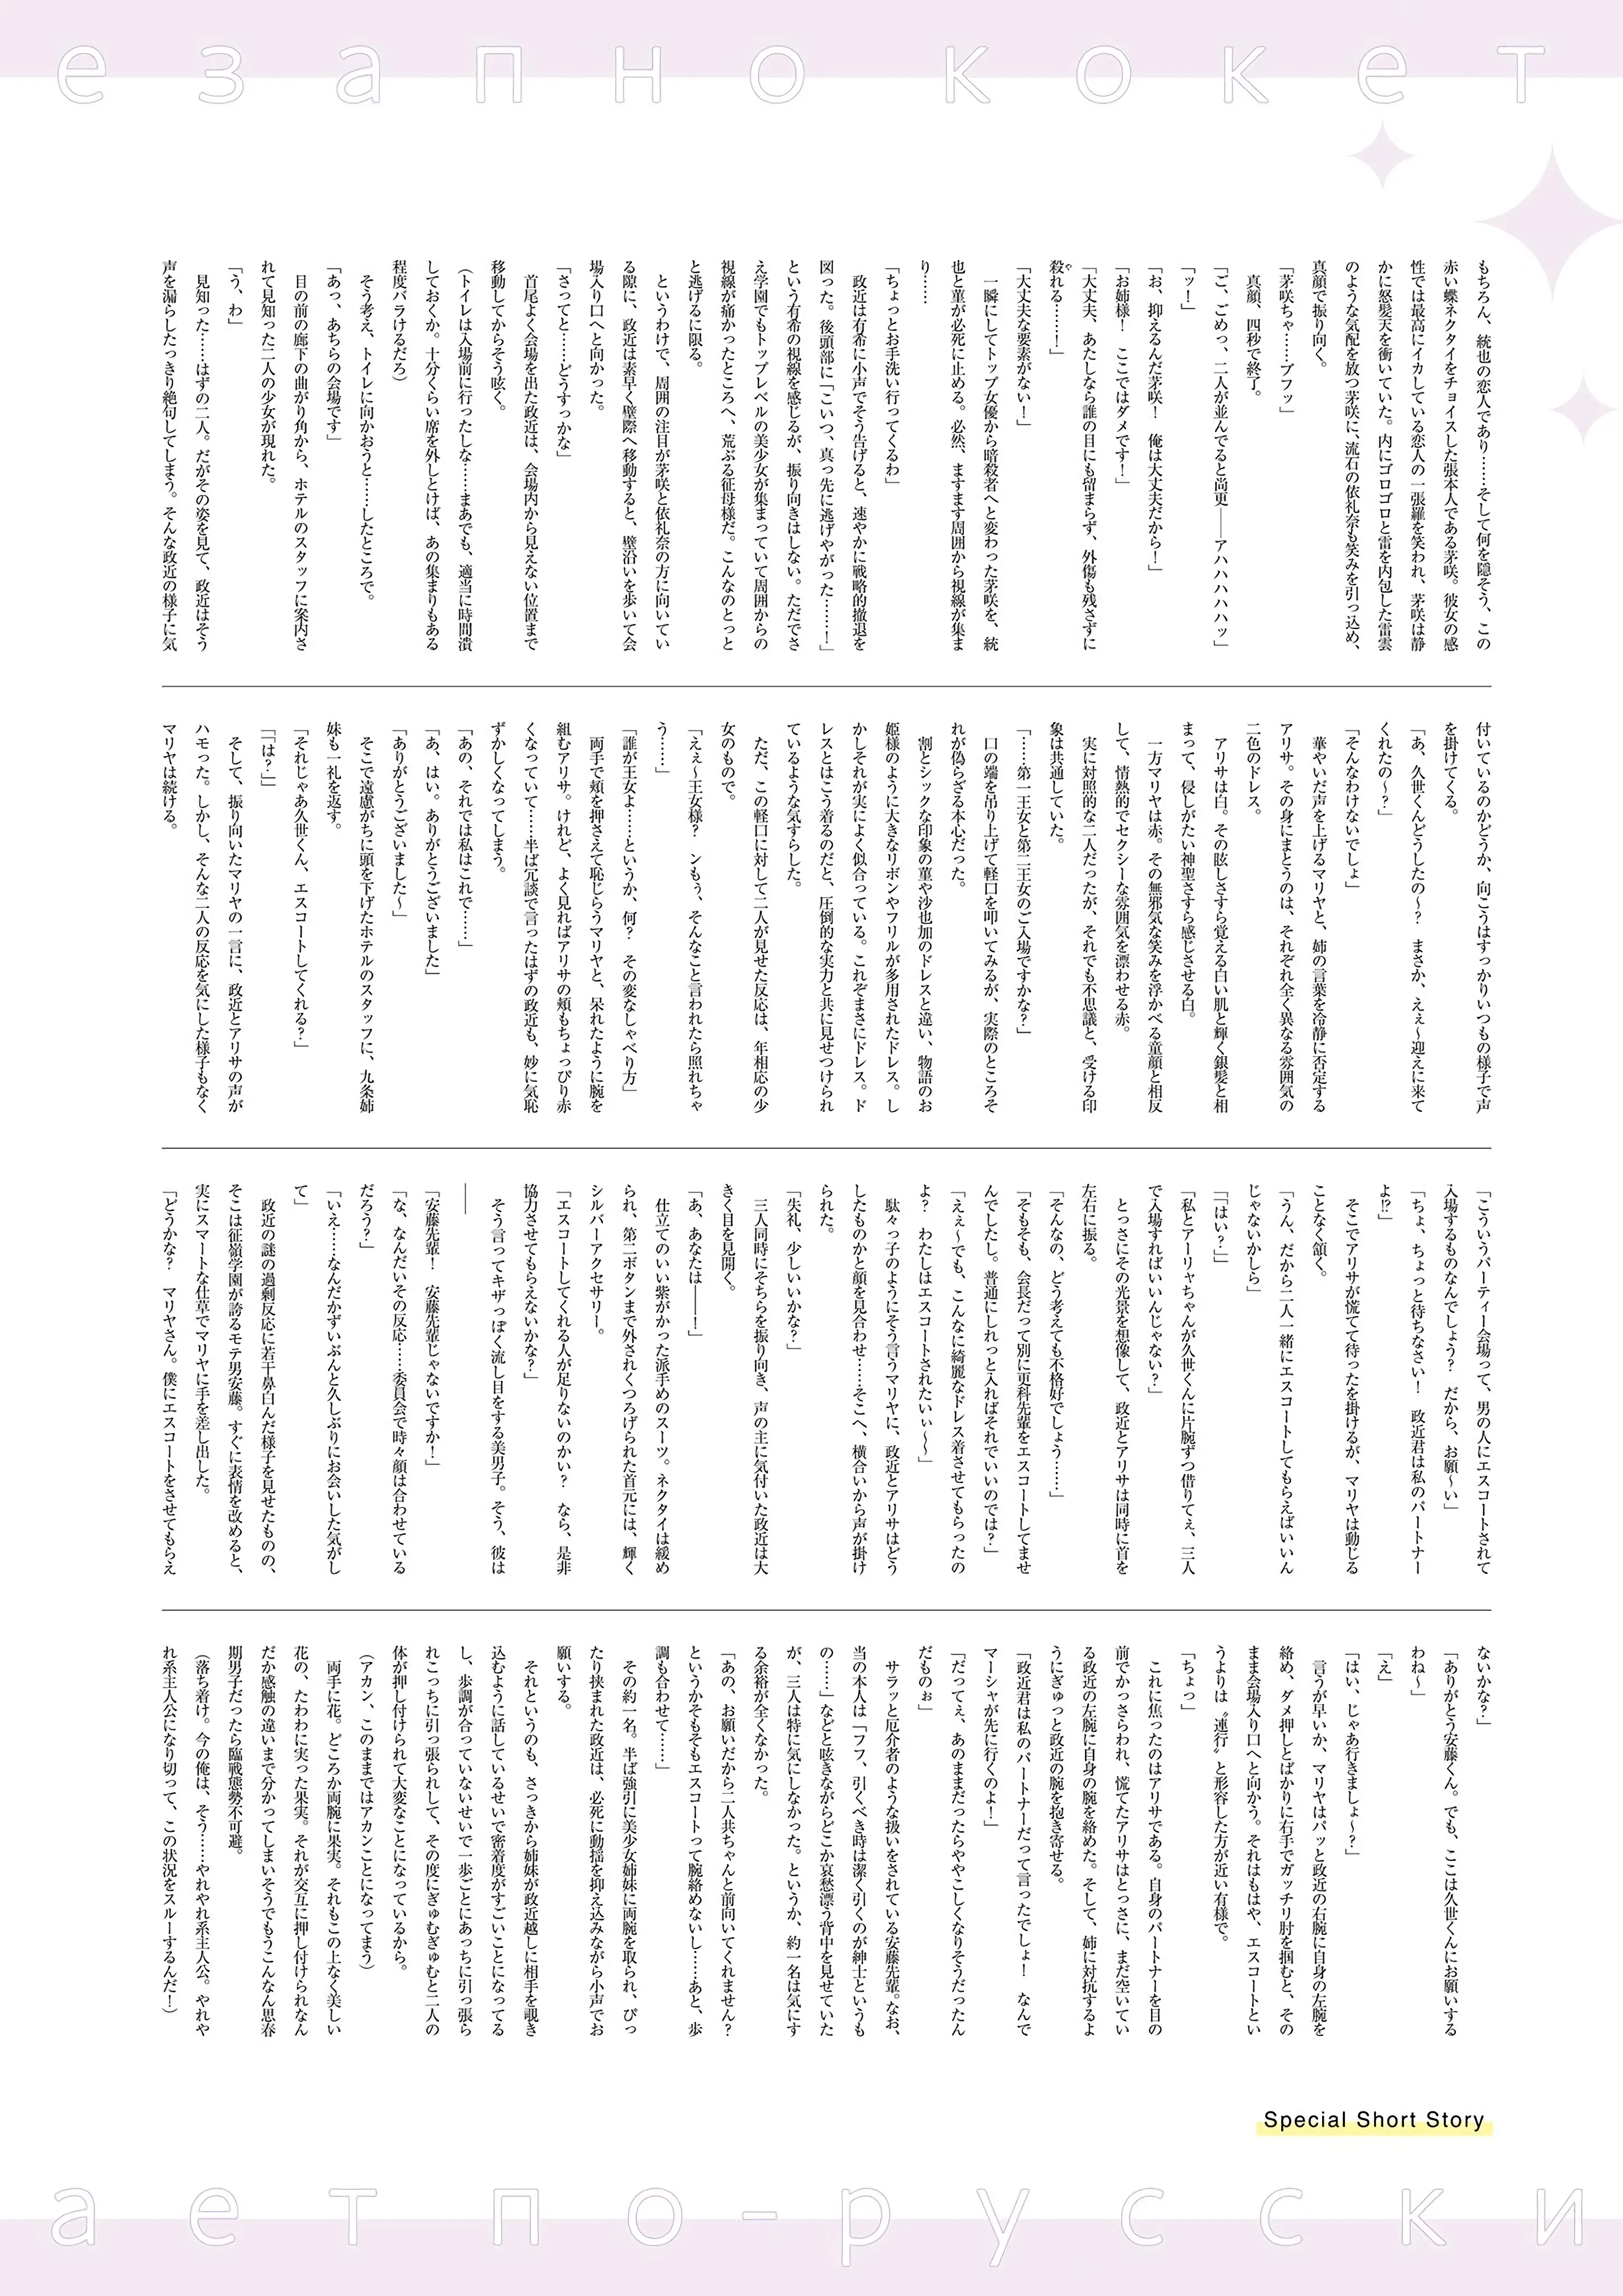 езапно кокет
もちろん、統也の恋人であり……そして何を隠そう、この
赤い蝶ネクタイをチョイスした張本人である茅咲。彼女の感
性では最高にイカしている恋人の一張羅を笑われ、茅咲は静
かに怒髪天を衝いていた。内にゴロゴロと雷を内包した雷雲
のような気配を放つ茅咲に、流石の依礼奈も笑みを引っ込め、
真顔で振り向く。
「茅咲ちゃ……ブフッ」
真顔、四秒で終了。
「ご、ごめっ、二人が並んでると尚更――アハハハハハッ」
「ッ！」
「お、抑えるんだ茅咲！　俺は大丈夫だから！」
「お姉様！　ここではダメです！」
「大丈夫、あたしなら誰の目にも留まらず、外傷も残さずに
殺れる……！」
「大丈夫な要素がない！」
一瞬にしてトップ女優から暗殺者へと変わった茅咲を、統
也と菫が必死に止める。必然、ますます周囲から視線が集ま
り……
「ちょっとお手洗い行ってくるわ」
政近は有希に小声でそう告げると、速やかに戦略的撤退を
図った。後頭部に「こいつ、真っ先に逃げやがった……！」
という有希の視線を感じるが、振り向きはしない。ただでさ
え学園でもトップレベルの美少女が集まっていて周囲からの
視線が痛かったところへ、荒ぶる征母様だ。こんなのとっと
と逃げるに限る。
というわけで、周囲の注目が茅咲と依礼奈の方に向いてい
る隙に、政近は素早く壁際へ移動すると、壁沿いを歩いて会
場入り口へと向かった。
「さってと……どうすっかな」
首尾よく会場を出た政近は、会場内から見えない位置まで
移動してからそう呟く。
（トイレは入場前に行ったしな……まあでも、適当に時間潰
しておくか。十分くらい席を外しとけば、あの集まりもある
程度バラけるだろ）
そう考え、トイレに向かおうと……したところで。
「あっ、あちらの会場です」
目の前の廊下の曲がり角から、ホテルのスタッフに案内さ
れて見知った二人の少女が現れた。
「う、わ」
見知った……はずの二人。だがその姿を見て、政近はそう
声を漏らしたっきり絶句してしまう。そんな政近の様子に気
付いているのかどうか、向こうはすっかりいつもの様子で声
を掛けてくる。
「あ、久世くんどうしたの～？　まさか、えぇ～迎えに来て
くれたの～？」
「そんなわけないでしょ」
華やいだ声を上げるマリヤと、姉の言葉を冷静に否定する
アリサ。その身にまとうのは、それぞれ全く異なる雰囲気の
二色のドレス。
アリサは白。その眩しさすら覚える白い肌と輝く銀髪と相
まって、侵しがたい神聖さすら感じさせる白。
一方マリヤは赤。その無邪気な笑みを浮かべる童顔と相反
して、情熱的でセクシーな雰囲気を漂わせる赤。
実に対照的な二人だったが、それでも不思議と、受ける印
象は共通していた。
「……第一王女と第二王女のご入場ですかな？」
口の端を吊り上げて軽口を叩いてみるが、実際のところそ
れが偽らざる本心だった。
割とシックな印象の菫や沙也加のドレスと違い、物語のお
姫様のように大きなリボンやフリルが多用されたドレス。し
かしそれが実によく似合っている。これぞまさにドレス。ド
レスとはこう着るのだと、圧倒的な実力と共に見せつけられ
ているような気すらした。
ただ、この軽口に対して二人が見せた反応は、年相応の少
女のもので。
「えぇ～王女様？　ンもぅ、そんなこと言われたら照れちゃ
う……」
「誰が王女よ……というか、何？　その変なしゃべり方」
両手で頬を押さえて恥じらうマリヤと、呆れたように腕を
組むアリサ。けれど、よく見ればアリサの頬もちょっぴり赤
くなっていて……半ば冗談で言ったはずの政近も、妙に気恥
ずかしくなってしまう。
「あの、それでは私はこれで……」
「あ、はい。ありがとうございました」
「ありがとうございました～」
そこで遠慮がちに頭を下げたホテルのスタッフに、九条姉
妹も一礼を返す。
「それじゃあ久世くん、エスコートしてくれる？」
「「は？」」
そして、振り向いたマリヤの一言に、政近とアリサの声が
ハモった。しかし、そんな二人の反応を気にした様子もなく
マリヤは続ける。
「こういうパーティー会場って、男の人にエスコートされて
入場するものなんでしょう？　だから、お願～い」
「ちょ、ちょっと待ちなさい！　政近君は私のパートナー
よ!?」
そこでアリサが慌てて待ったを掛けるが、マリヤは動じる
ことなく頷く。
「うん、だから二人一緒にエスコートしてもらえばいいん
じゃないかしら」
「「はい？」」
「私とアーリャちゃんが久世くんに片腕ずつ借りてぇ、三人
で入場すればいいんじゃない？」
とっさにその光景を想像して、政近とアリサは同時に首を
左右に振る。
「そんなの、どう考えても不格好でしょう……」
「そもそも、会長だって別に更科先輩をエスコートしてませ
んでしたし。普通にしれっと入ればそれでいいのでは？」
「えぇ～でも、こんなに綺麗なドレス着させてもらったの
よ？　わたしはエスコートされたいぃ～～」
駄々っ子のようにそう言うマリヤに、政近とアリサはどう
したものかと顔を見合わせ……そこへ、横合いから声が掛け
られた。
「失礼、少しいいかな？」
三人同時にそちらを振り向き、声の主に気付いた政近は大
きく目を見開く。
「あ、あなたは――！」
仕立てのいい紫がかった派手めのスーツ。ネクタイは緩め
られ、第二ボタンまで外されくつろげられた首元には、輝く
シルバーアクセサリー。
「エスコートしてくれる人が足りないのかい？　なら、是非
協力させてもらえないかな？」
そう言ってキザっぽく流し目をする美男子。そう、彼は
――
「安藤先輩！　安藤先輩じゃないですか！」
「な、なんだいその反応……委員会で時々顔は合わせている
だろう？」
「いえ……なんだかずいぶんと久しぶりにお会いした気がし
て」
政近の謎の過剰反応に若干鼻白んだ様子を見せたものの、
そこは征嶺学園が誇るモテ男安藤。すぐに表情を改めると、
実にスマートな仕草でマリヤに手を差し出した。
「どうかな？　マリヤさん。僕にエスコートをさせてもらえ
ないかな？」
「ありがとう安藤くん。でも、ここは久世くんにお願いする
わね～」
「え」
「はい、じゃあ行きましょ～？」
言うが早いか、マリヤはパッと政近の右腕に自身の左腕を
絡め、ダメ押しとばかりに右手でガッチリ肘を掴むと、その
まま会場入り口へと向かう。それはもはや、エスコートとい
うよりは〝連行〟と形容した方が近い有様で。
「ちょっ」
これに焦ったのはアリサである。自身のパートナーを目の
前でかっさらわれ、慌てたアリサはとっさに、まだ空いてい
る政近の左腕に自身の腕を絡めた。そして、姉に対抗するよ
うにぎゅっと政近の腕を抱き寄せる。
「政近君は私のパートナーだって言ったでしょ！　なんで
マーシャが先に行くのよ！」
「だってぇ、あのままだったらややこしくなりそうだったん
だものぉ」
サラッと厄介者のような扱いをされている安藤先輩。なお、
当の本人は「フフ、引くべき時は潔く引くのが紳士というも
の……」などと呟きながらどこか哀愁漂う背中を見せていた
が、三人は特に気にしなかった。というか、約一名は気にす
る余裕が全くなかった。
「あの、お願いだから二人共ちゃんと前向いてくれません？
というかそもそもエスコートって腕絡めないし……あと、歩
調も合わせて……」
その約一名。半ば強引に美少女姉妹に両腕を取られ、ぴっ
たり挟まれた政近は、必死に動揺を抑え込みながら小声でお
願いする。
それというのも、さっきから姉妹が政近越しに相手を覗き
込むように話しているせいで密着度がすごいことになってる
し、歩調が合っていないせいで一歩ごとにあっちに引っ張ら
れこっちに引っ張られして、その度にぎゅむぎゅむと二人の
体が押し付けられて大変なことになっているから。
（アカン、このままではアカンことになってまう）
両手に花。どころか両腕に果実。それもこの上なく美しい
花の、たわわに実った果実。それが交互に押し付けられなん
だか感触の違いまで分かってしまいそうでもうこんなん思春
期男子だったら臨戦態勢不可避。
（落ち着け。今の俺は、そう……やれやれ系主人公。やれや
れ系主人公になり切って、この状況をスルーするんだ！）
Special Short Story
ает по-русски